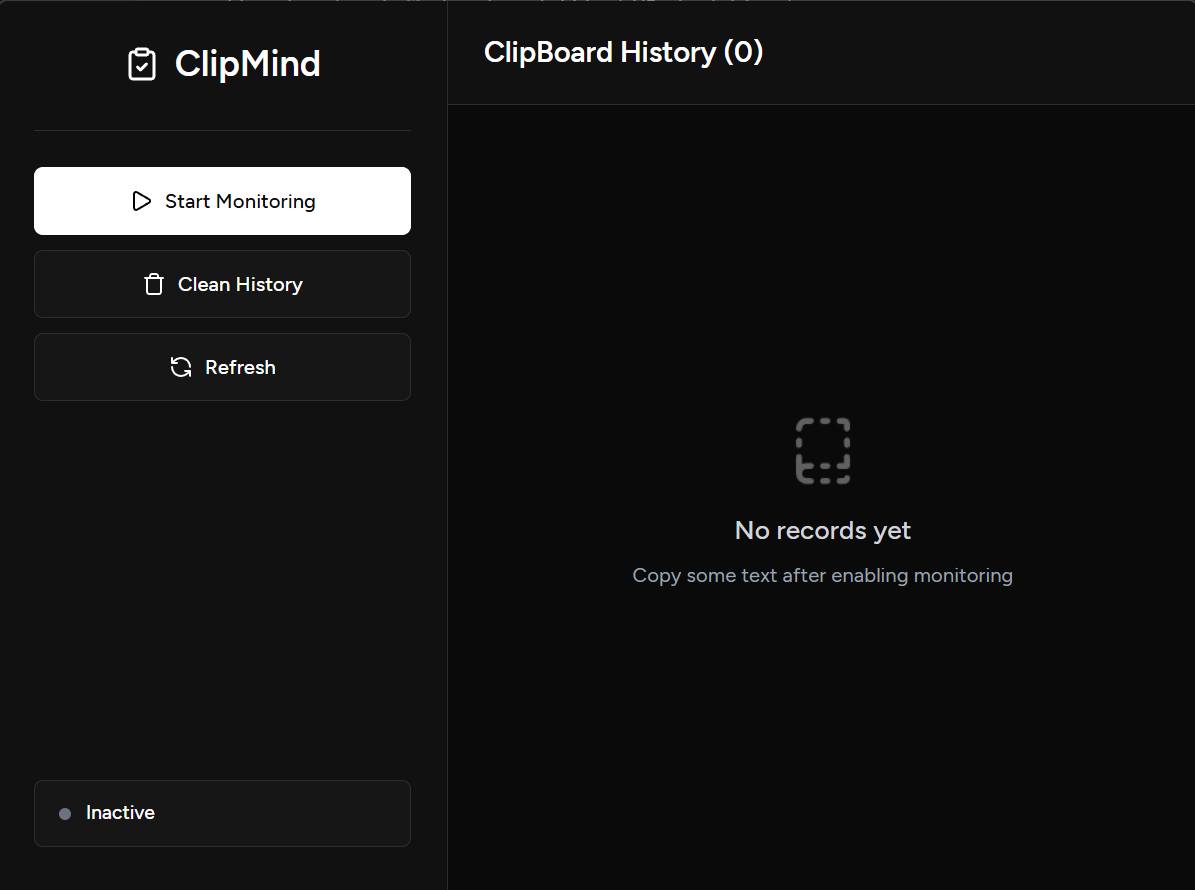 ClipMind
Start Monitoring
Clean History
Refresh
Inactive
ClipBoard History (0)
No records yet
Copy some text after enabling monitoring